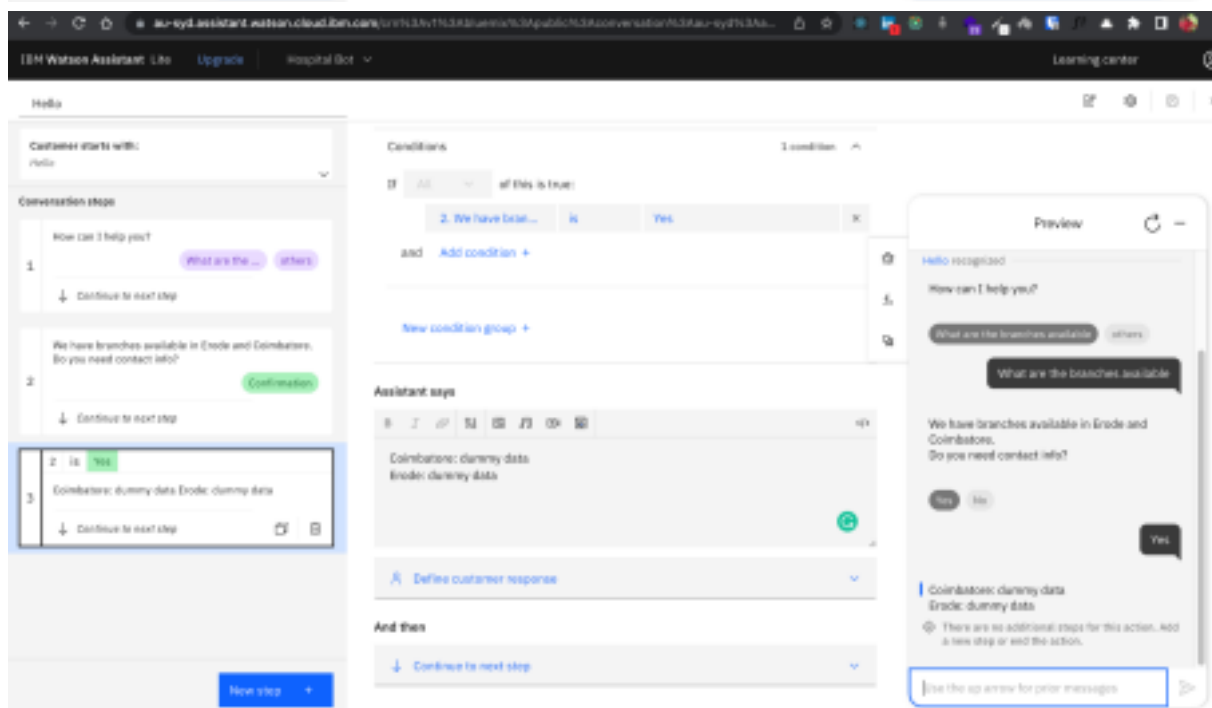 au-syd.assistant.watson.cloud.ibm.com/
IBM Watson Assistant Lite Upgrade Hospital Bot Learning center
Hello
Customer starts with:
Hello
Conversation steps
1
How can I help you?
What are the ... others
Continue to next step
2
We have branches available in Erode and Coimbatore.
Do you need contact info?
Confirmation
Continue to next step
3
2 is Yes
Coimbatore: dummy data Erode: dummy data
Continue to next step
New step +
Conditions 1 condition
If All of this is true:
2. We have bran... is Yes
and Add condition +
New condition group +
Assistant says
B I
Coimbatore: dummy data
Erode: dummy data
Define customer response
And then
Continue to next step
Preview
Hello recognized
How can I help you?
What are the branches available others
What are the branches available
We have branches available in Erode and
Coimbatore.
Do you need contact info?
Yes No
Yes
Coimbatore: dummy data
Erode: dummy data
There are no additional steps for this action. Add
a new step or end the action.
Use the up arrow for prior messages